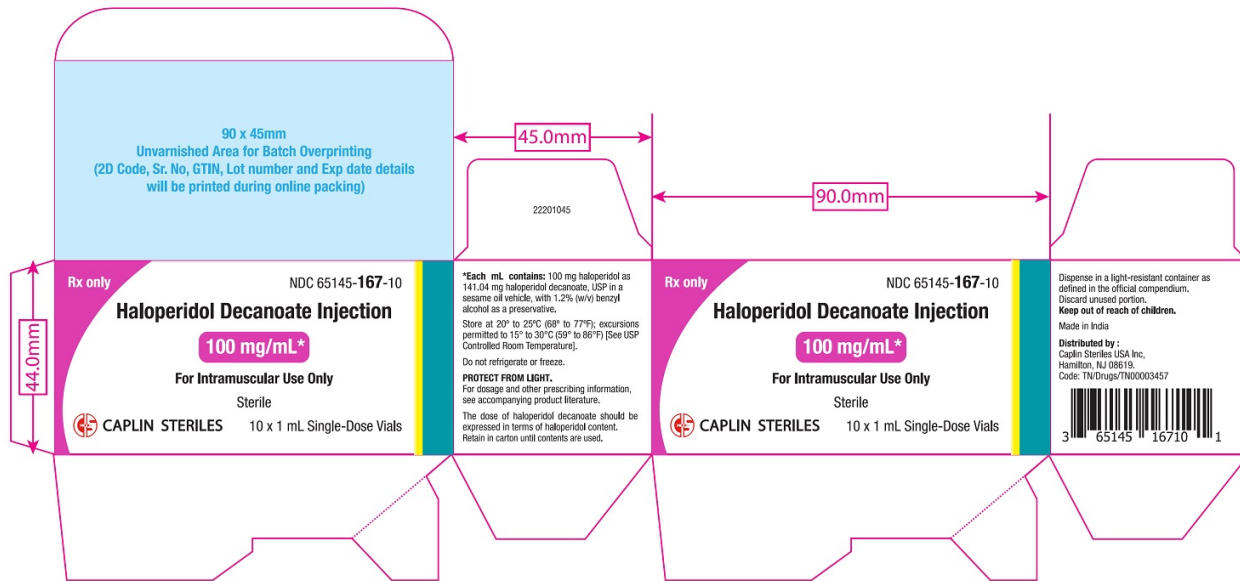 90 x 45mm
Unvarnished Area for Batch Overprinting
(2D Code, Sr. No, GTIN, Lot number and Exp date details
will be printed during online packing)
45.0mm
22201045
90.0mm
44.0mm
Rx only
NDC 65145-167-10
Haloperidol Decanoate Injection
100 mg/mL*
For Intramuscular Use Only
Sterile
CAPLIN STERILES
10 x 1 mL Single-Dose Vials
*Each mL contains: 100 mg haloperidol as
141.04 mg haloperidol decanoate, USP in a
sesame oil vehicle, with 1.2% (w/v) benzyl
alcohol as a preservative.
Store at 20° to 25°C (68° to 77°F); excursions
permitted to 15° to 30°C (59° to 86°F) [See USP
Controlled Room Temperature].
Do not refrigerate or freeze.
PROTECT FROM LIGHT.
For dosage and other prescribing information,
see accompanying product literature.
The dose of haloperidol decanoate should be
expressed in terms of haloperidol content.
Retain in carton until contents are used.
Rx only
NDC 65145-167-10
Haloperidol Decanoate Injection
100 mg/mL*
For Intramuscular Use Only
Sterile
CAPLIN STERILES
10 x 1 mL Single-Dose Vials
Dispense in a light-resistant container as
defined in the official compendium.
Discard unused portion.
Keep out of reach of children.
Made in India
Distributed by :
Caplin Steriles USA Inc,
Hamilton, NJ 08619.
Code: TN/Drugs/TN00003457
3 65145 16710 1